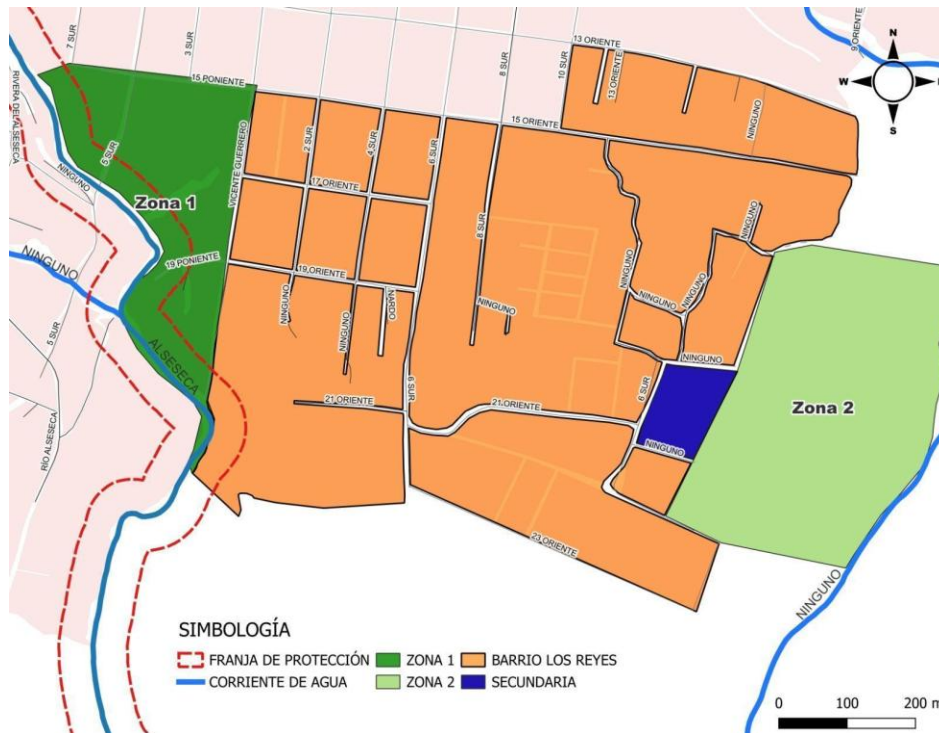 7 SUR
3 SUR
15 PONIENTE
RIVERA DEL ALSESECA
5 SUR
NINGUNO
Zona 1
VICENTE GUERRERO
19 PONIENTE
NINGUNO
5 SUR
ALSESECA
RÍO ALSESECA
2 SUR
4 SUR
6 SUR
8 SUR
10 SUR
13 ORIENTE
13 ORIENTE
9 ORIENTE
N
W
S
15 ORIENTE
NINGUNO
17 ORIENTE
8 SUR
19 ORIENTE
NINGUNO
NINGUNO
NARDO
NINGUNO
NINGUNO
NINGUNO
NINGUNO
NINGUNO
NINGUNO
6 SUR
21 ORIENTE
21 ORIENTE
6 SUR
NINGUNO
Zona 2
23 ORIENTE
NINGUNO
SIMBOLOGÍA
FRANJA DE PROTECCIÓN
ZONA 1
BARRIO LOS REYES
CORRIENTE DE AGUA
ZONA 2
SECUNDARIA
0 100 200 m